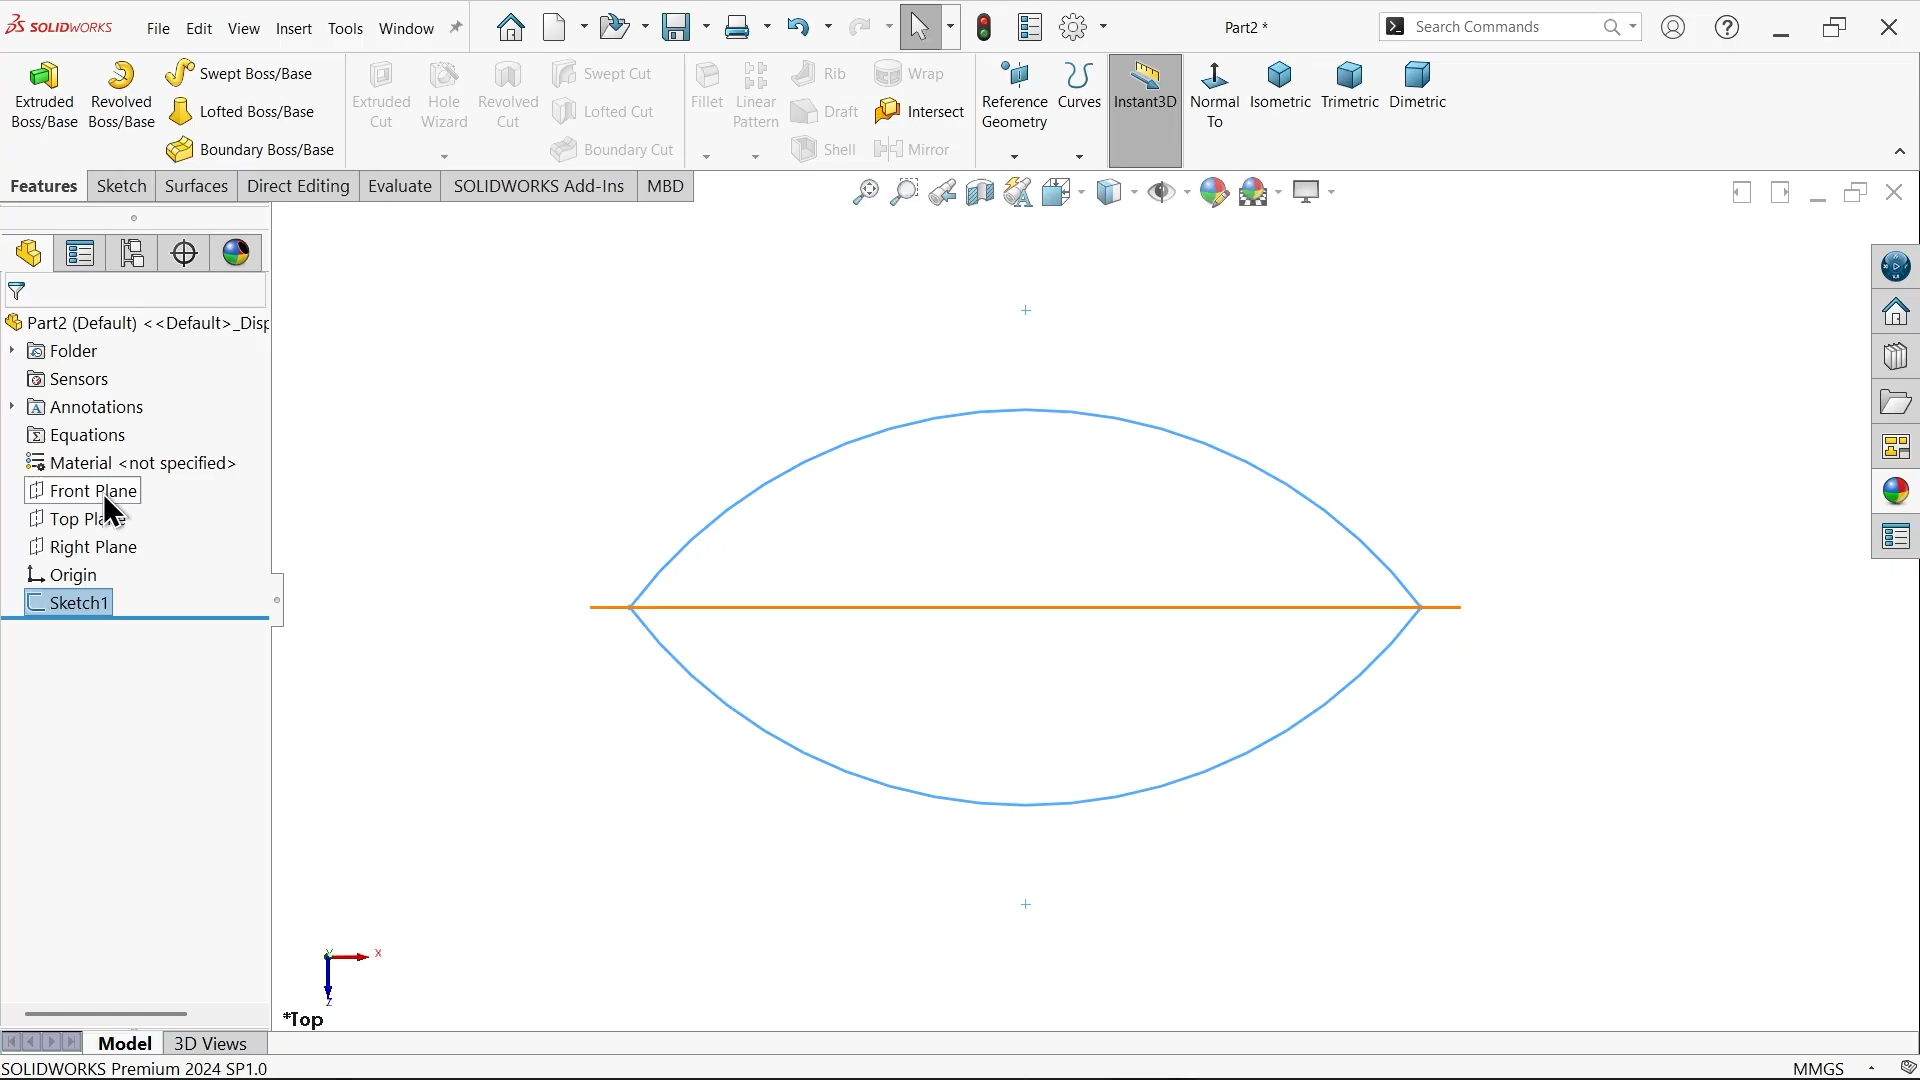 SOLIDWORKS File Edit View Insert Tools Window Part2 * Search Commands
Extruded Boss/Base
Revolved Boss/Base
Swept Boss/Base
Lofted Boss/Base
Boundary Boss/Base
Extruded Cut
Hole Wizard
Revolved Cut
Swept Cut
Lofted Cut
Boundary Cut
Fillet
Linear Pattern
Rib
Draft
Shell
Wrap
Intersect
Mirror
Reference Geometry
Curves
Instant3D
Normal To
Isometric
Trimetric
Dimetric
Features Sketch Surfaces Direct Editing Evaluate SOLIDWORKS Add-Ins MBD
Part2 (Default) <<Default>_Disp
Folder
Sensors
Annotations
Equations
Material <not specified>
Front Plane
Top Pla
Right Plane
Origin
Sketch1
Y
X
Z
*Top
Model 3D Views
SOLIDWORKS Premium 2024 SP1.0 MMGS